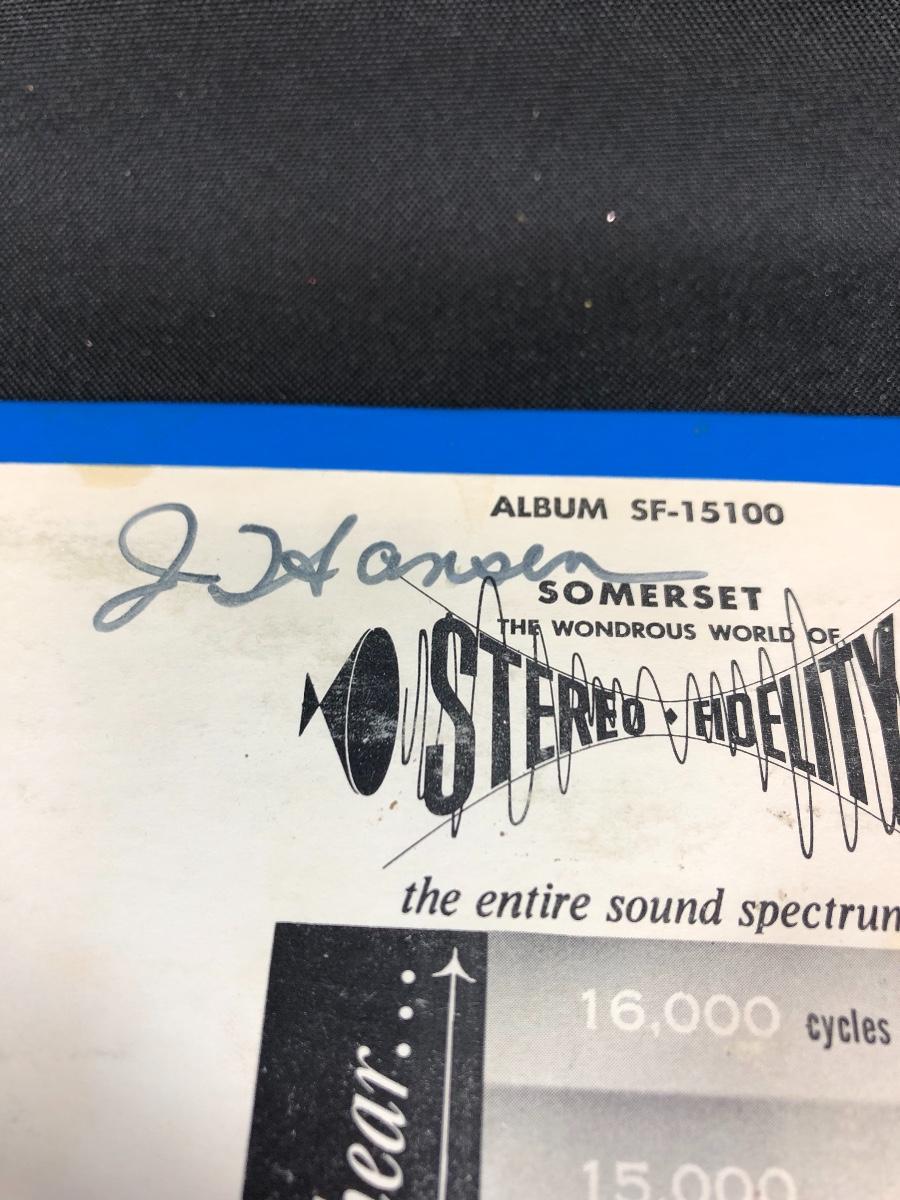 ALBUM SF-15100
J Hansen
SOMERSET
THE WONDROUS WORLD OF
STEREO • FIDELITY
the entire sound spectrum
hear...
16,000 cycles
15,000